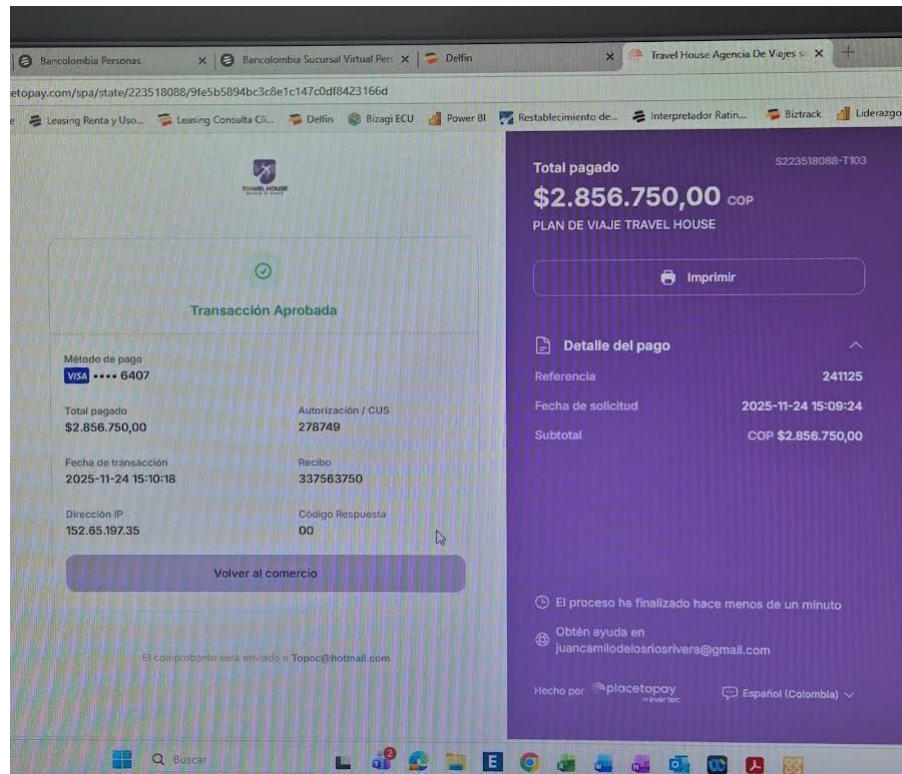 Bancolombia Personas
Bancolombia Sucursal Virtual Pers
Delfin
Travel House Agencia De Viajes s
etopay.com/spa/state/223518088/9fe5b5894bc3c8e1c147c0df8423166d
Leasing Renta y Uso...
Leasing Consulta Cli...
Delfin
Bizagi ECU
Power BI
Restablecimiento de...
Interpretador Ratin...
Biztrack
Liderazgo
TRAVEL HOUSE
Transacción Aprobada
Método de pago
VISA •••• 6407
Total pagado
$2.856.750,00
Autorización / CUS
278749
Fecha de transacción
2025-11-24 15:10:18
Recibo
337563750
Dirección IP
152.65.197.35
Código Respuesta
00
Volver al comercio
El comprobante será enviado a Topoc@hotmail.com
Total pagado
S223518088-T103
$2.856.750,00 COP
PLAN DE VIAJE TRAVEL HOUSE
Imprimir
Detalle del pago
Referencia 241125
Fecha de solicitud 2025-11-24 15:09:24
Subtotal COP $2.856.750,00
El proceso ha finalizado hace menos de un minuto
Obtén ayuda en
juancamilodelosriosrivera@gmail.com
Hecho por placetopay
evertec
Español (Colombia)
Buscar
2